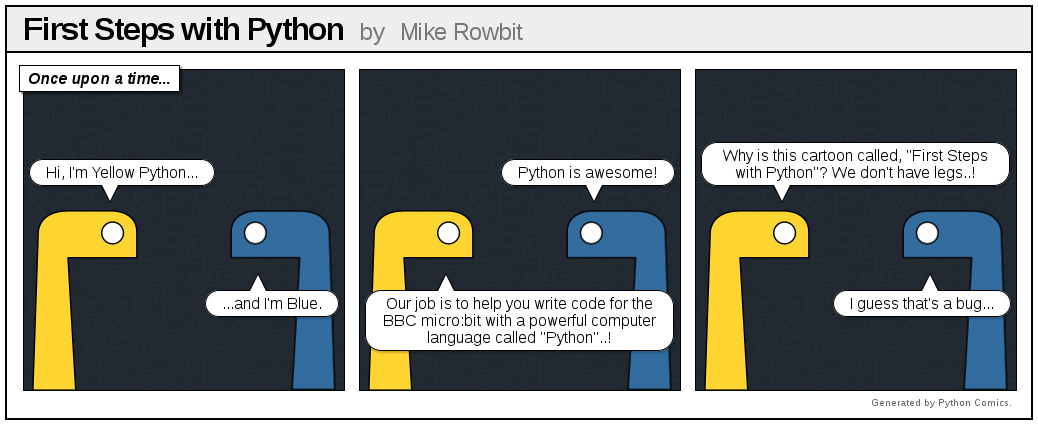 First Steps with Python by Mike Rowbit
Once upon a time...
Hi, I'm Yellow Python...
...and I'm Blue.
Python is awesome!
Our job is to help you write code for the
BBC micro:bit with a powerful computer
language called "Python"..!
Why is this cartoon called, "First Steps
with Python"? We don't have legs..!
I guess that's a bug...
Generated by Python Comics.